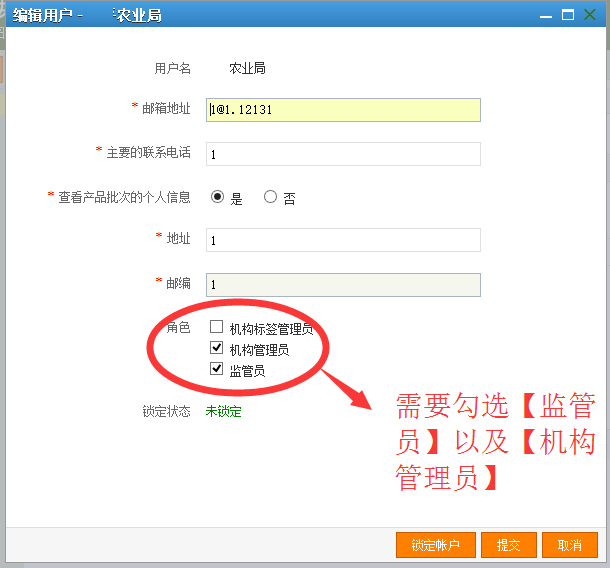 编辑用户 - 农业局
用户名 农业局
* 邮箱地址 1@1.12131
* 主要的联系电话 1
* 查看产品批次的个人信息 是 否
* 地址 1
* 邮编 1
角色 机构标签管理员
机构管理员
监管员
锁定状态 未锁定
需要勾选【监管
员】以及【机构
管理员】
锁定帐户 提交 取消